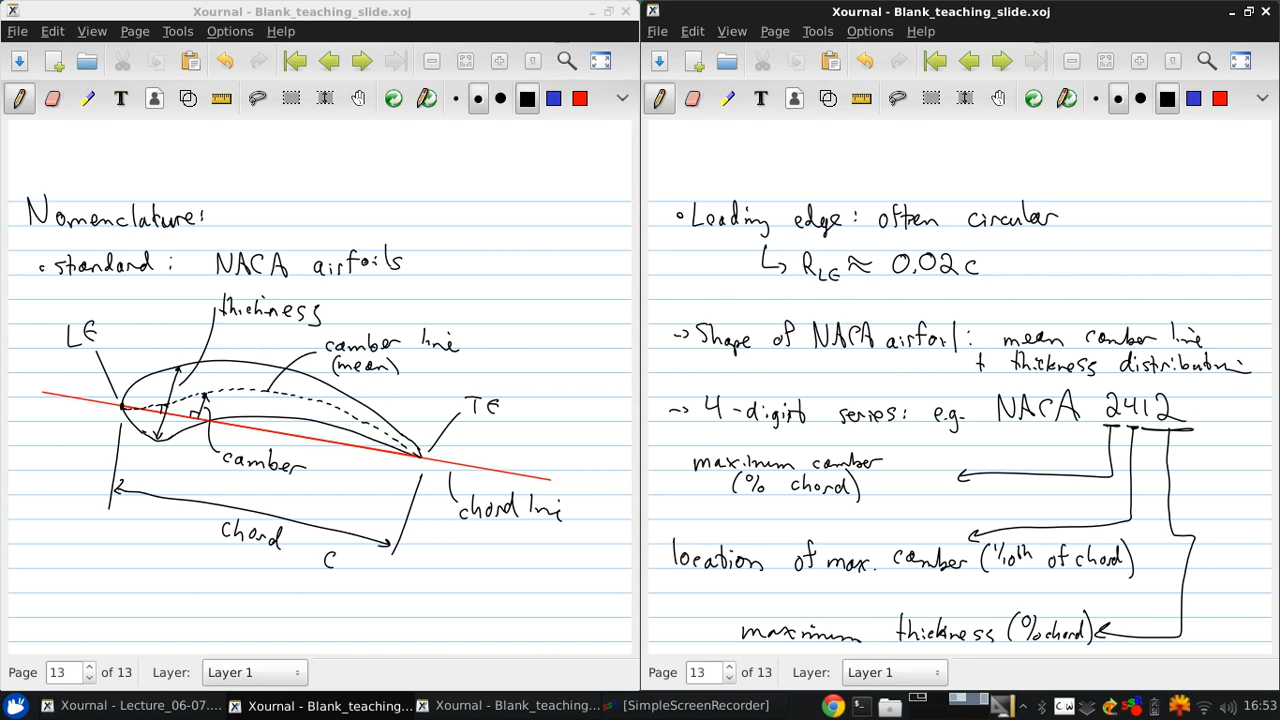 Xournal - Blank_teaching_slide.xoj
File Edit View Page Tools Options Help
Nomenclature:
• standard : NACA airfoils
thickness
LE
camber line
(mean)
TE
camber
chord line
chord
c
Page 13 of 13 Layer: Layer 1
Xournal - Blank_teaching_slide.xoj
File Edit View Page Tools Options Help
• Leading edge : often circular
↳ RLE ≈ 0.02 c
→ Shape of NACA airfoil : mean camber line
+ thickness distribution
→ 4-digit series : e.g. NACA 2412
maximum camber
(% chord)
location of max. camber (1/10th of chord)
maximum thickness (% chord)
Page 13 of 13 Layer: Layer 1
Xournal - Lecture_06-07.... Xournal - Blank_teaching_... Xournal - Blank_teaching_... [SimpleScreenRecorder] 16:53